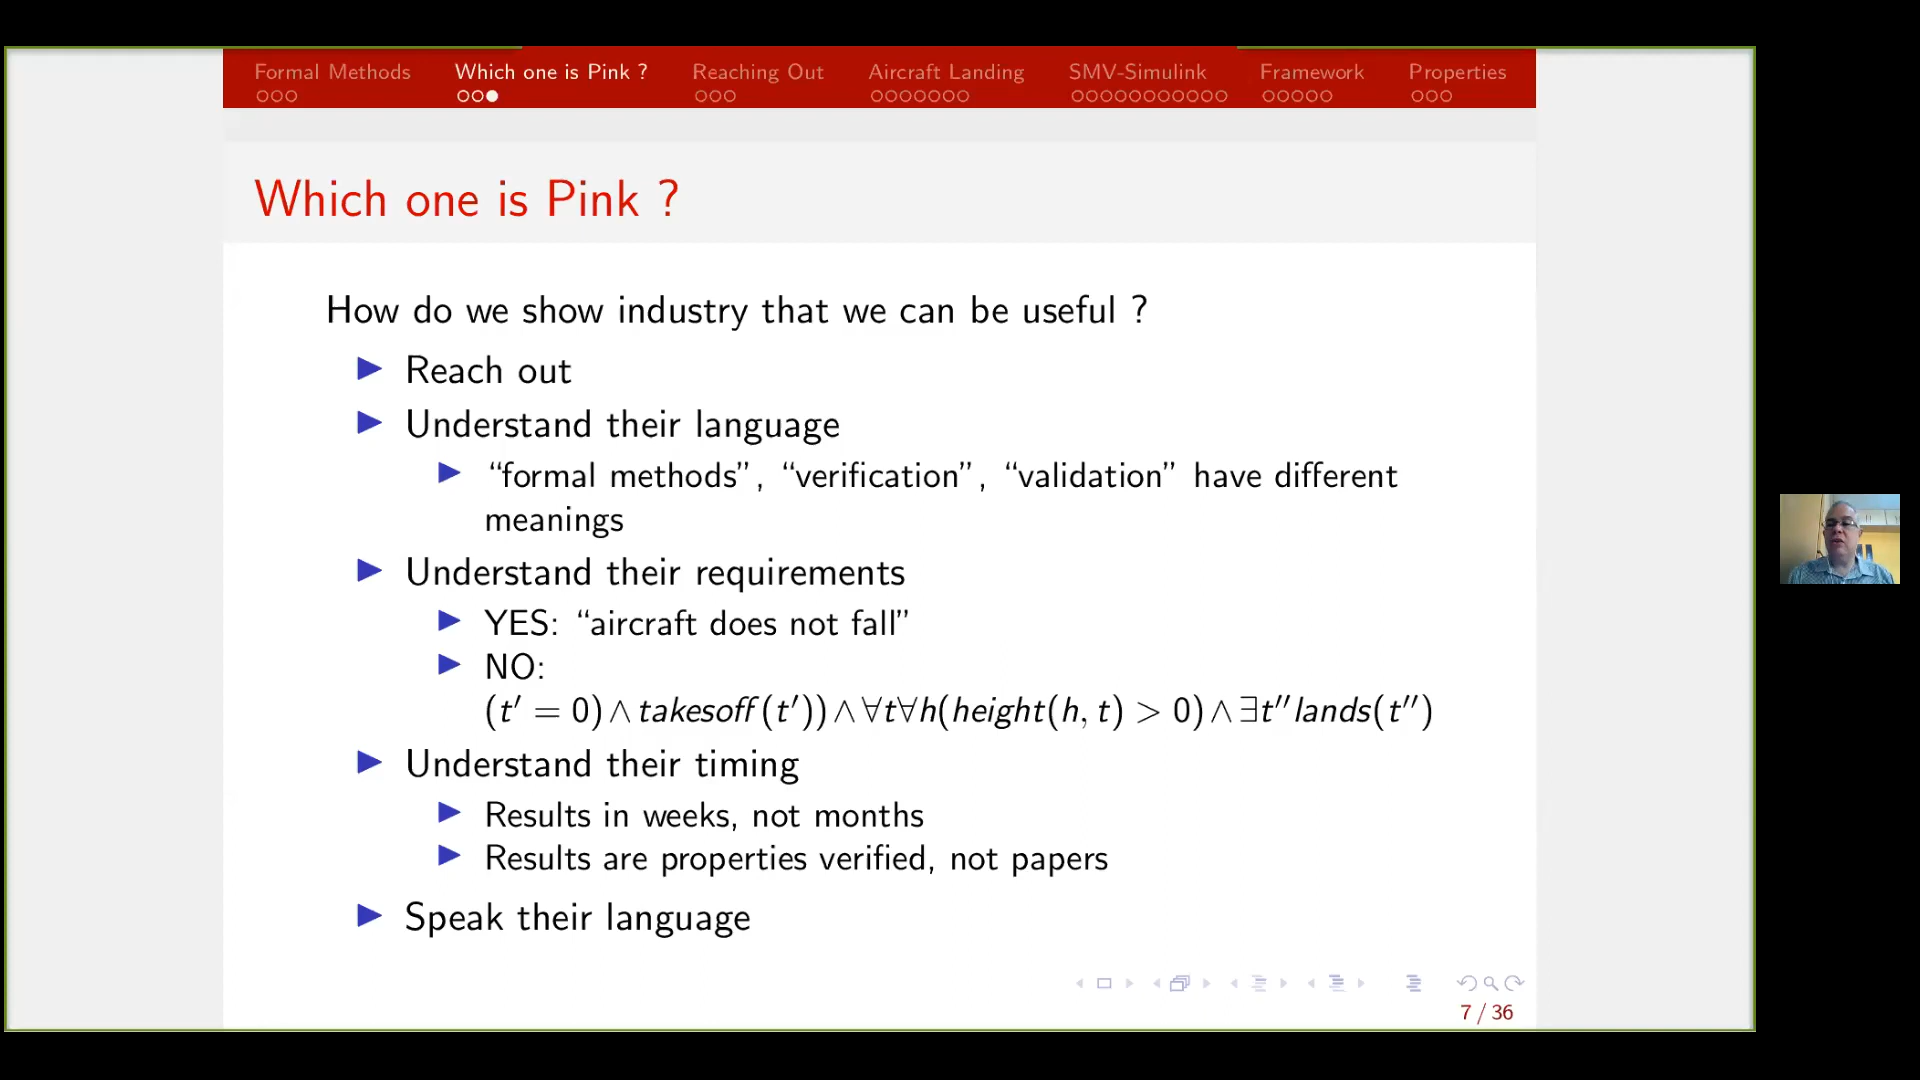 Formal Methods Which one is Pink ? Reaching Out Aircraft Landing SMV-Simulink Framework Properties
Which one is Pink ?
How do we show industry that we can be useful ?
Reach out
Understand their language
“formal methods”, “verification”, “validation” have different
meanings
Understand their requirements
YES: “aircraft does not fall”
NO:
(t′ = 0)∧takesoff(t′))∧∀t∀h(height(h, t) > 0)∧∃t″lands(t″)
Understand their timing
Results in weeks, not months
Results are properties verified, not papers
Speak their language
7 / 36